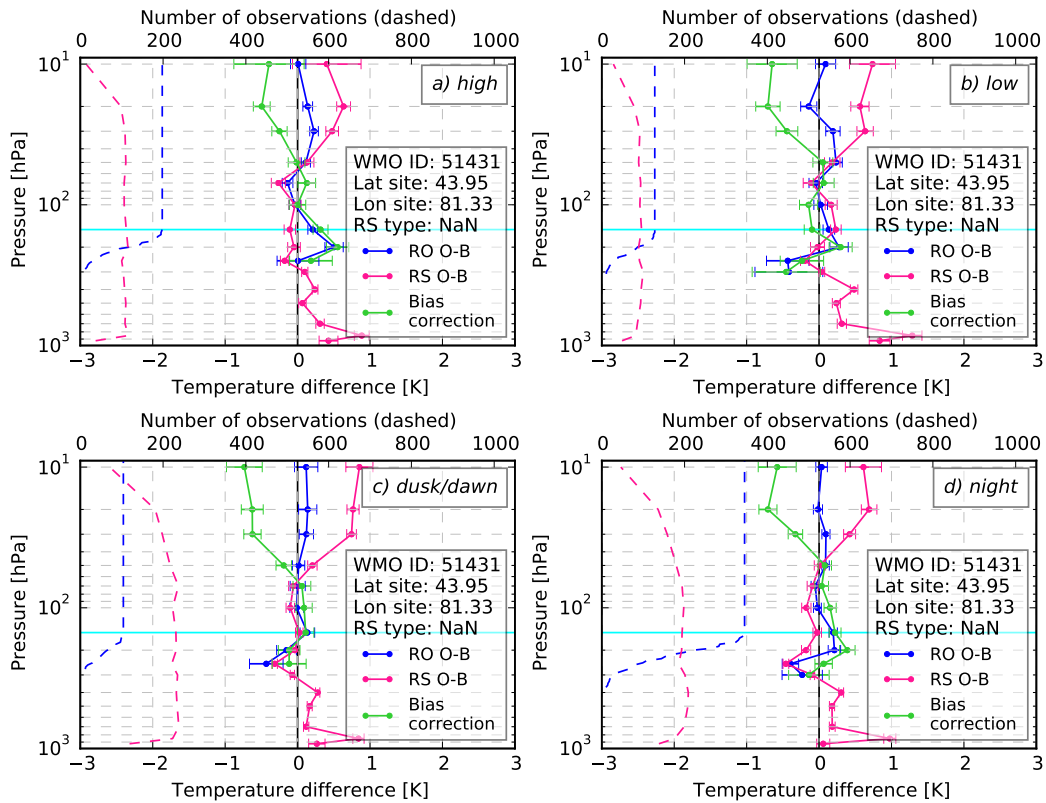 Number of observations (dashed)
0 200 400 600 800 1000
10¹
10²
10³
Pressure [hPa]
a) high
WMO ID: 51431
Lat site: 43.95
Lon site: 81.33
RS type: NaN
RO O-B
RS O-B
Bias
correction
−3 −2 −1 0 1 2 3
Temperature difference [K]
Number of observations (dashed)
0 200 400 600 800 1000
10¹
10²
10³
Pressure [hPa]
b) low
WMO ID: 51431
Lat site: 43.95
Lon site: 81.33
RS type: NaN
RO O-B
RS O-B
Bias
correction
−3 −2 −1 0 1 2 3
Temperature difference [K]
Number of observations (dashed)
0 200 400 600 800 1000
10¹
10²
10³
Pressure [hPa]
c) dusk/dawn
WMO ID: 51431
Lat site: 43.95
Lon site: 81.33
RS type: NaN
RO O-B
RS O-B
Bias
correction
−3 −2 −1 0 1 2 3
Temperature difference [K]
Number of observations (dashed)
0 200 400 600 800 1000
10¹
10²
10³
Pressure [hPa]
d) night
WMO ID: 51431
Lat site: 43.95
Lon site: 81.33
RS type: NaN
RO O-B
RS O-B
Bias
correction
−3 −2 −1 0 1 2 3
Temperature difference [K]